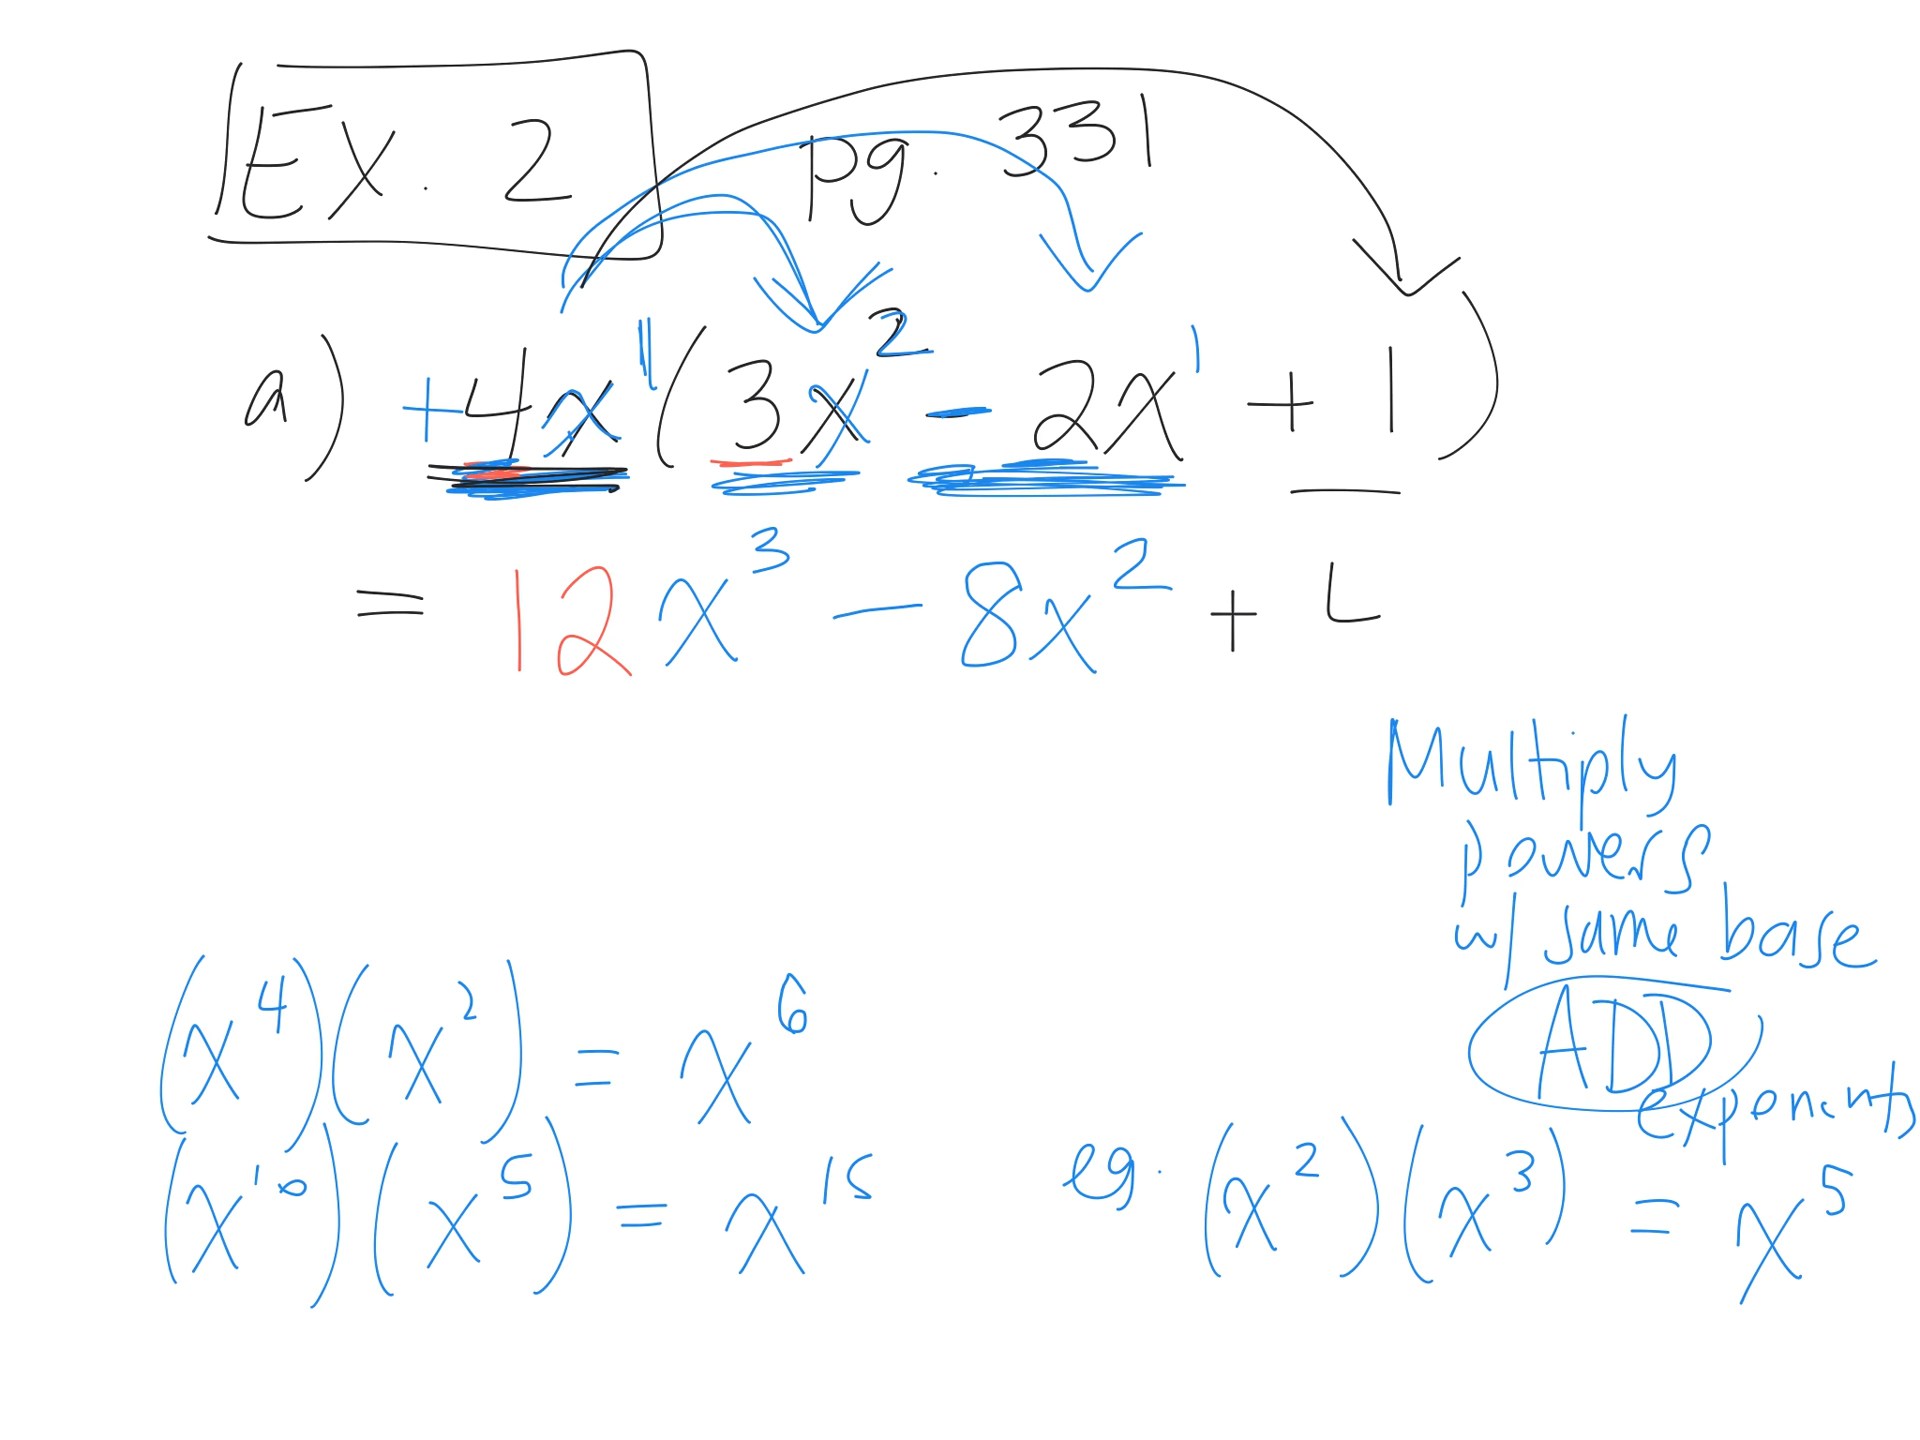 Ex. 2 pg. 331
a) +4x¹(3x² - 2x¹ + 1)
= 12x³ - 8x² + 4
Multiply
powers
w/ same base
ADD
exponents
(x⁴)(x²) = x⁶
(x¹⁰)(x⁵) = x¹⁵
eg. (x²)(x³) = x⁵